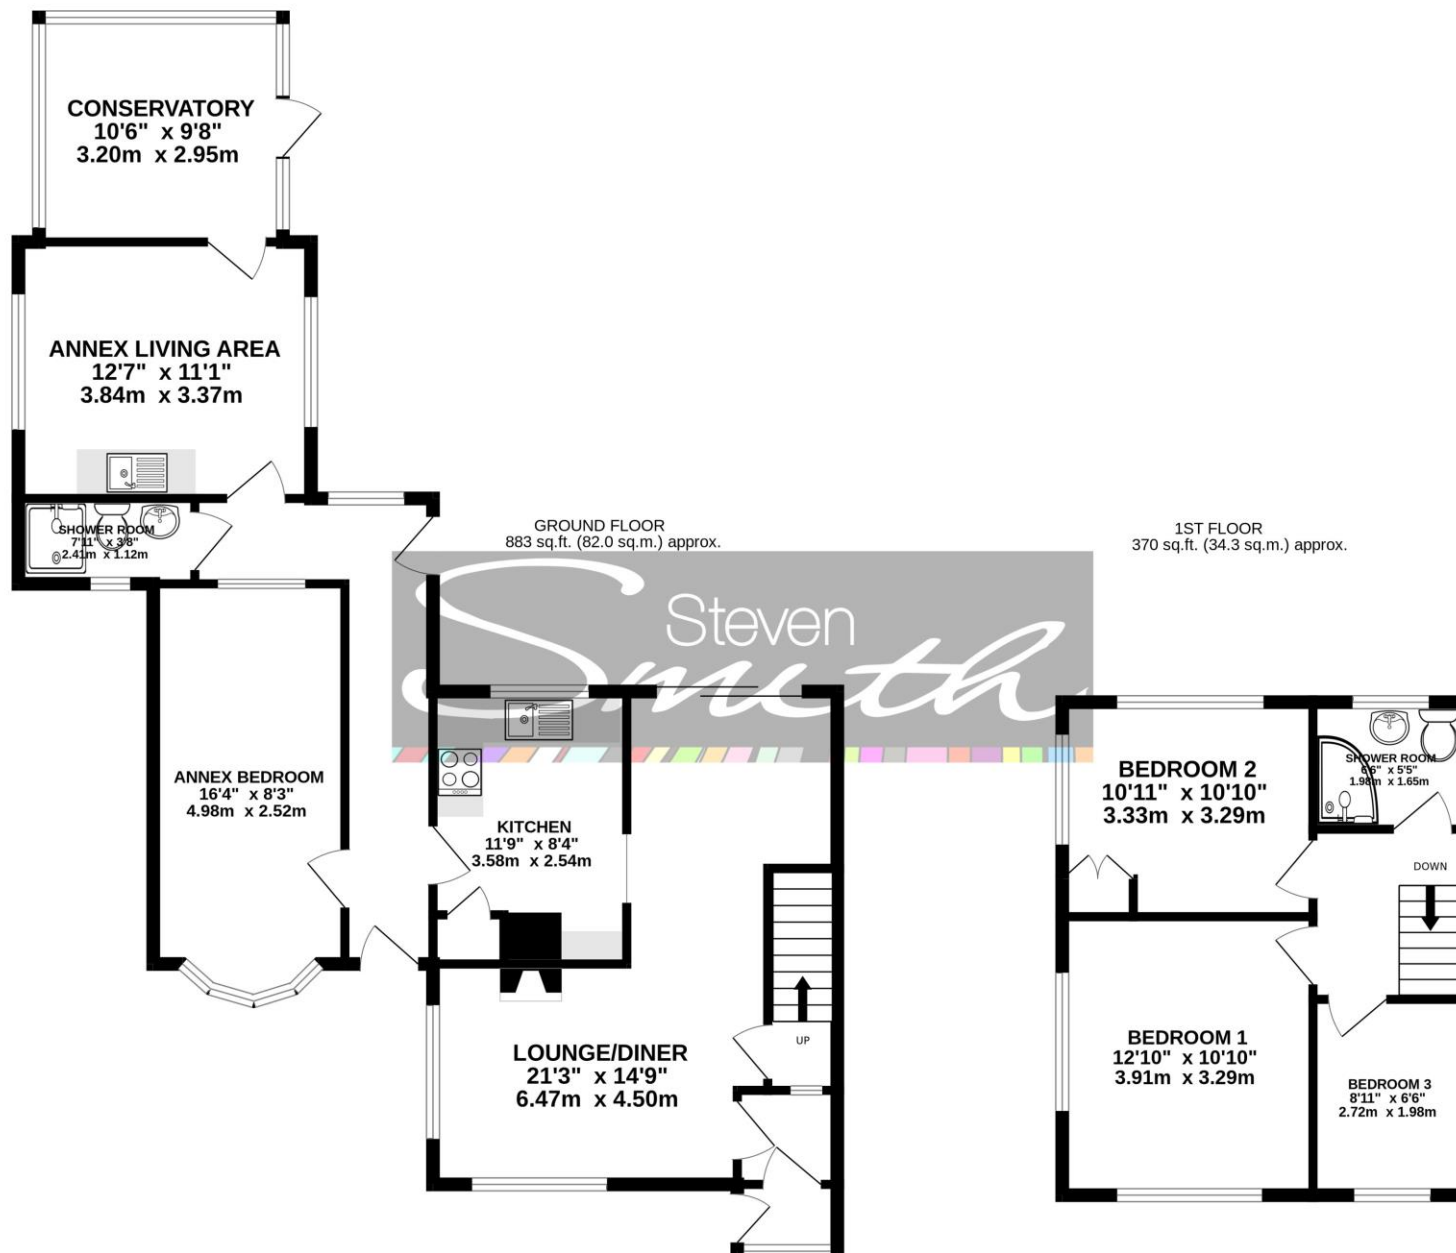 CONSERVATORY
10'6" x 9'8"
3.20m x 2.95m
ANNEX LIVING AREA
12'7" x 11'1"
3.84m x 3.37m
SHOWER ROOM
7'11" x 3'8"
2.41m x 1.12m
GROUND FLOOR
883 sq.ft. (82.0 sq.m.) approx.
1ST FLOOR
370 sq.ft. (34.3 sq.m.) approx.
Steven
Smith
ANNEX BEDROOM
16'4" x 8'3"
4.98m x 2.52m
KITCHEN
11'9" x 8'4"
3.58m x 2.54m
LOUNGE/DINER
21'3" x 14'9"
6.47m x 4.50m
UP
BEDROOM 2
10'11" x 10'10"
3.33m x 3.29m
SHOWER ROOM
6'6" x 5'5"
1.98m x 1.65m
DOWN
BEDROOM 1
12'10" x 10'10"
3.91m x 3.29m
BEDROOM 3
8'11" x 6'6"
2.72m x 1.98m